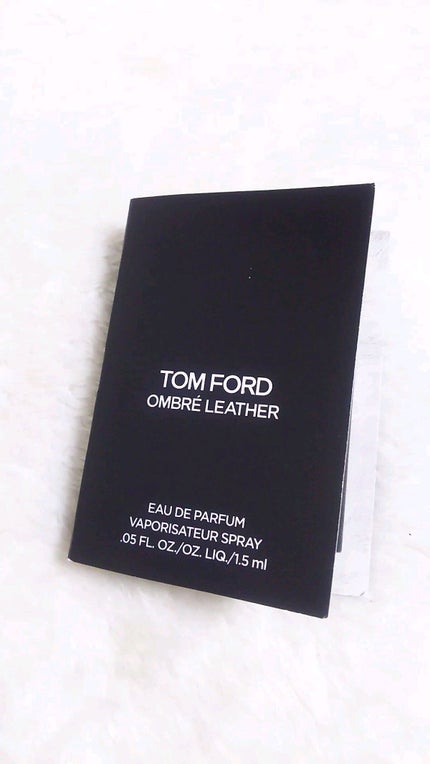 TOM FORD
OMBRÉ LEATHER
EAU DE PARFUM
VAPORISATEUR SPRAY
.05 FL. OZ./OZ. LIQ./1.5 ml